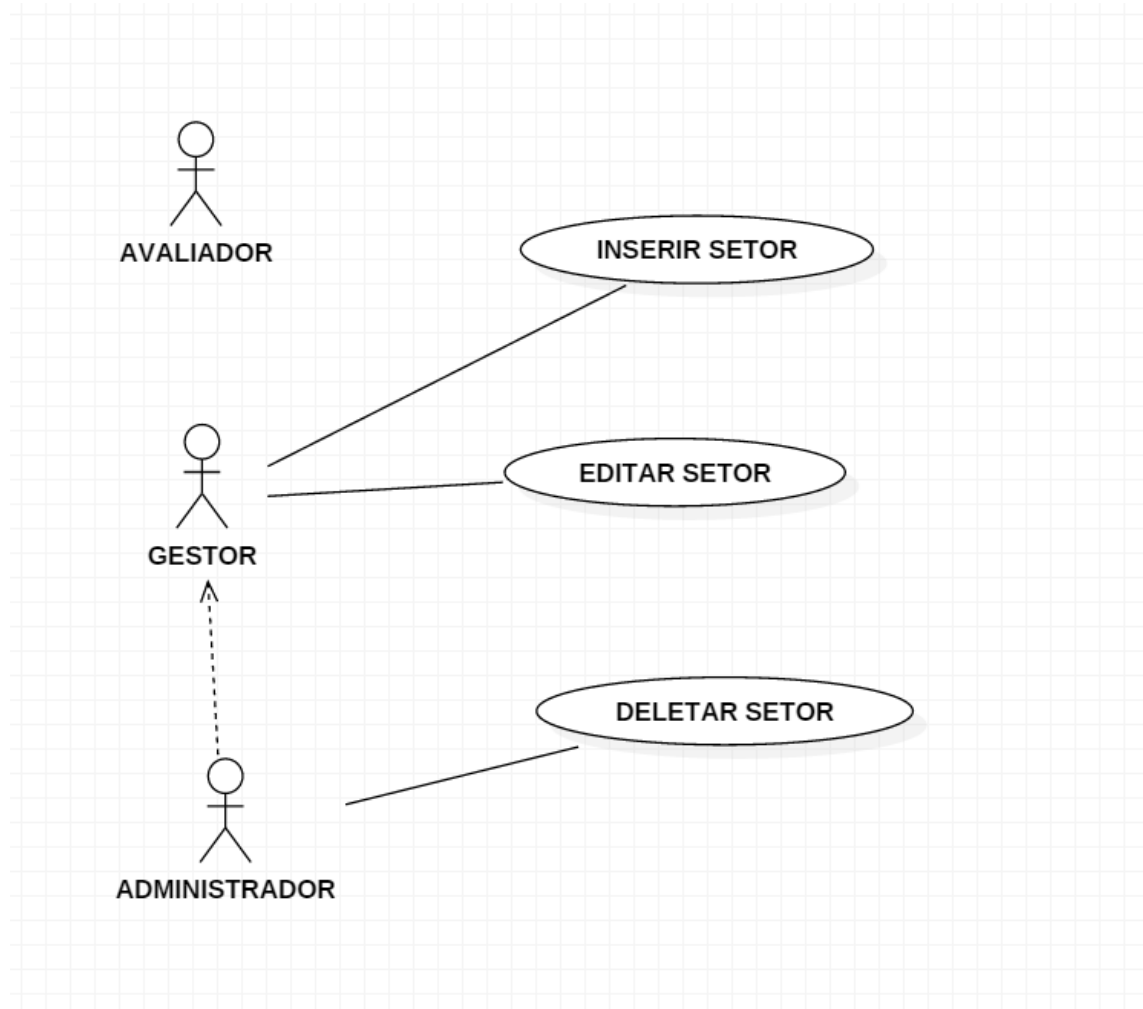 AVALIADOR
INSERIR SETOR
GESTOR
EDITAR SETOR
DELETAR SETOR
ADMINISTRADOR